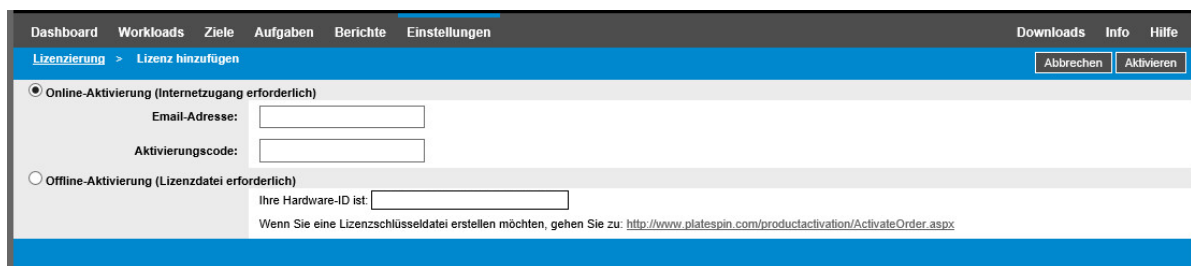 Dashboard Workloads Ziele Aufgaben Berichte Einstellungen Downloads Info Hilfe
Lizenzierung > Lizenz hinzufügen Abbrechen Aktivieren
Online-Aktivierung (Internetzugang erforderlich)
Email-Adresse:
Aktivierungscode:
Offline-Aktivierung (Lizenzdatei erforderlich)
Ihre Hardware-ID ist:
Wenn Sie eine Lizenzschlüsseldatei erstellen möchten, gehen Sie zu: http://www.platespin.com/productactivation/ActivateOrder.aspx